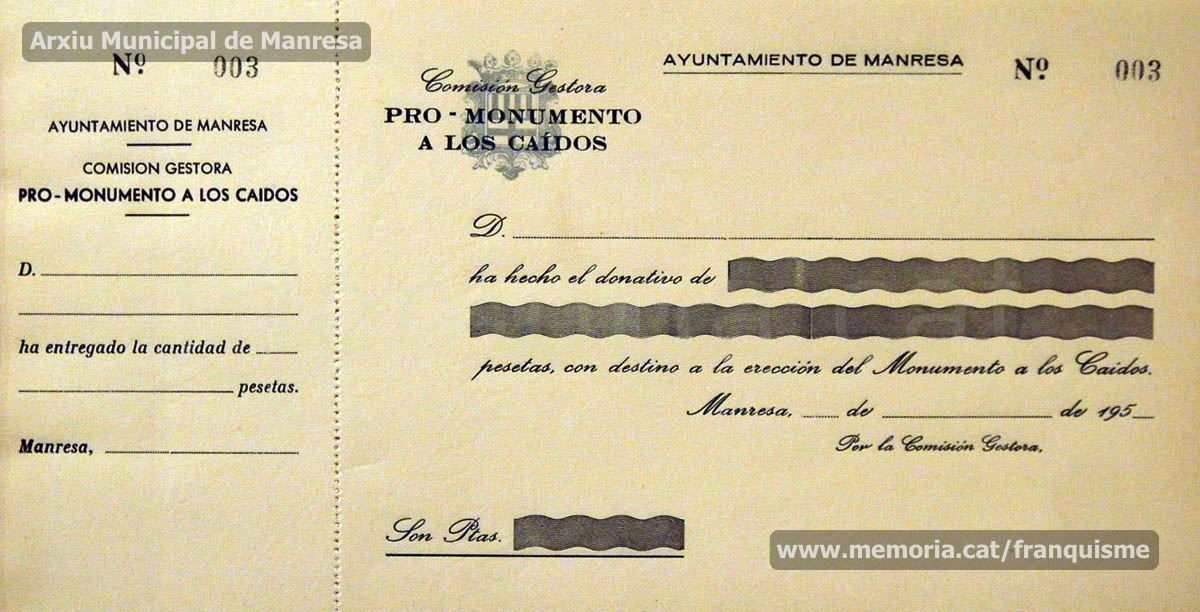 Arxiu Municipal de Manresa
Nº 003
AYUNTAMIENTO DE MANRESA
COMISION GESTORA
PRO-MONUMENTO A LOS CAIDOS
D.
ha entregado la cantidad de
pesetas.
Manresa,
Comisión Gestora
PRO-MONUMENTO
A LOS CAÍDOS
AYUNTAMIENTO DE MANRESA
Nº 003
D.
ha hecho el donativo de
pesetas, con destino a la erección del Monumento a los Caidos.
Manresa, de de 195
Por la Comisión Gestora,
Son Ptas.
www.memoria.cat/franquisme